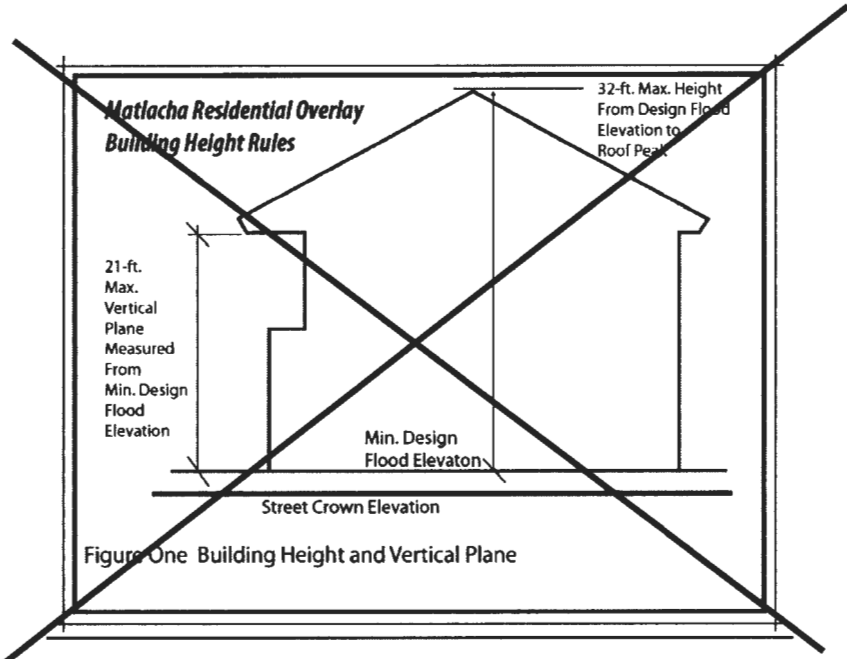 Matlacha Residential Overlay
Building Height Rules
32-ft. Max. Height
From Design Flood
Elevation to
Roof Peak
21-ft.
Max.
Vertical
Plane
Measured
From
Min. Design
Flood
Elevation
Min. Design
Flood Elevaton
Street Crown Elevation
Figure One Building Height and Vertical Plane